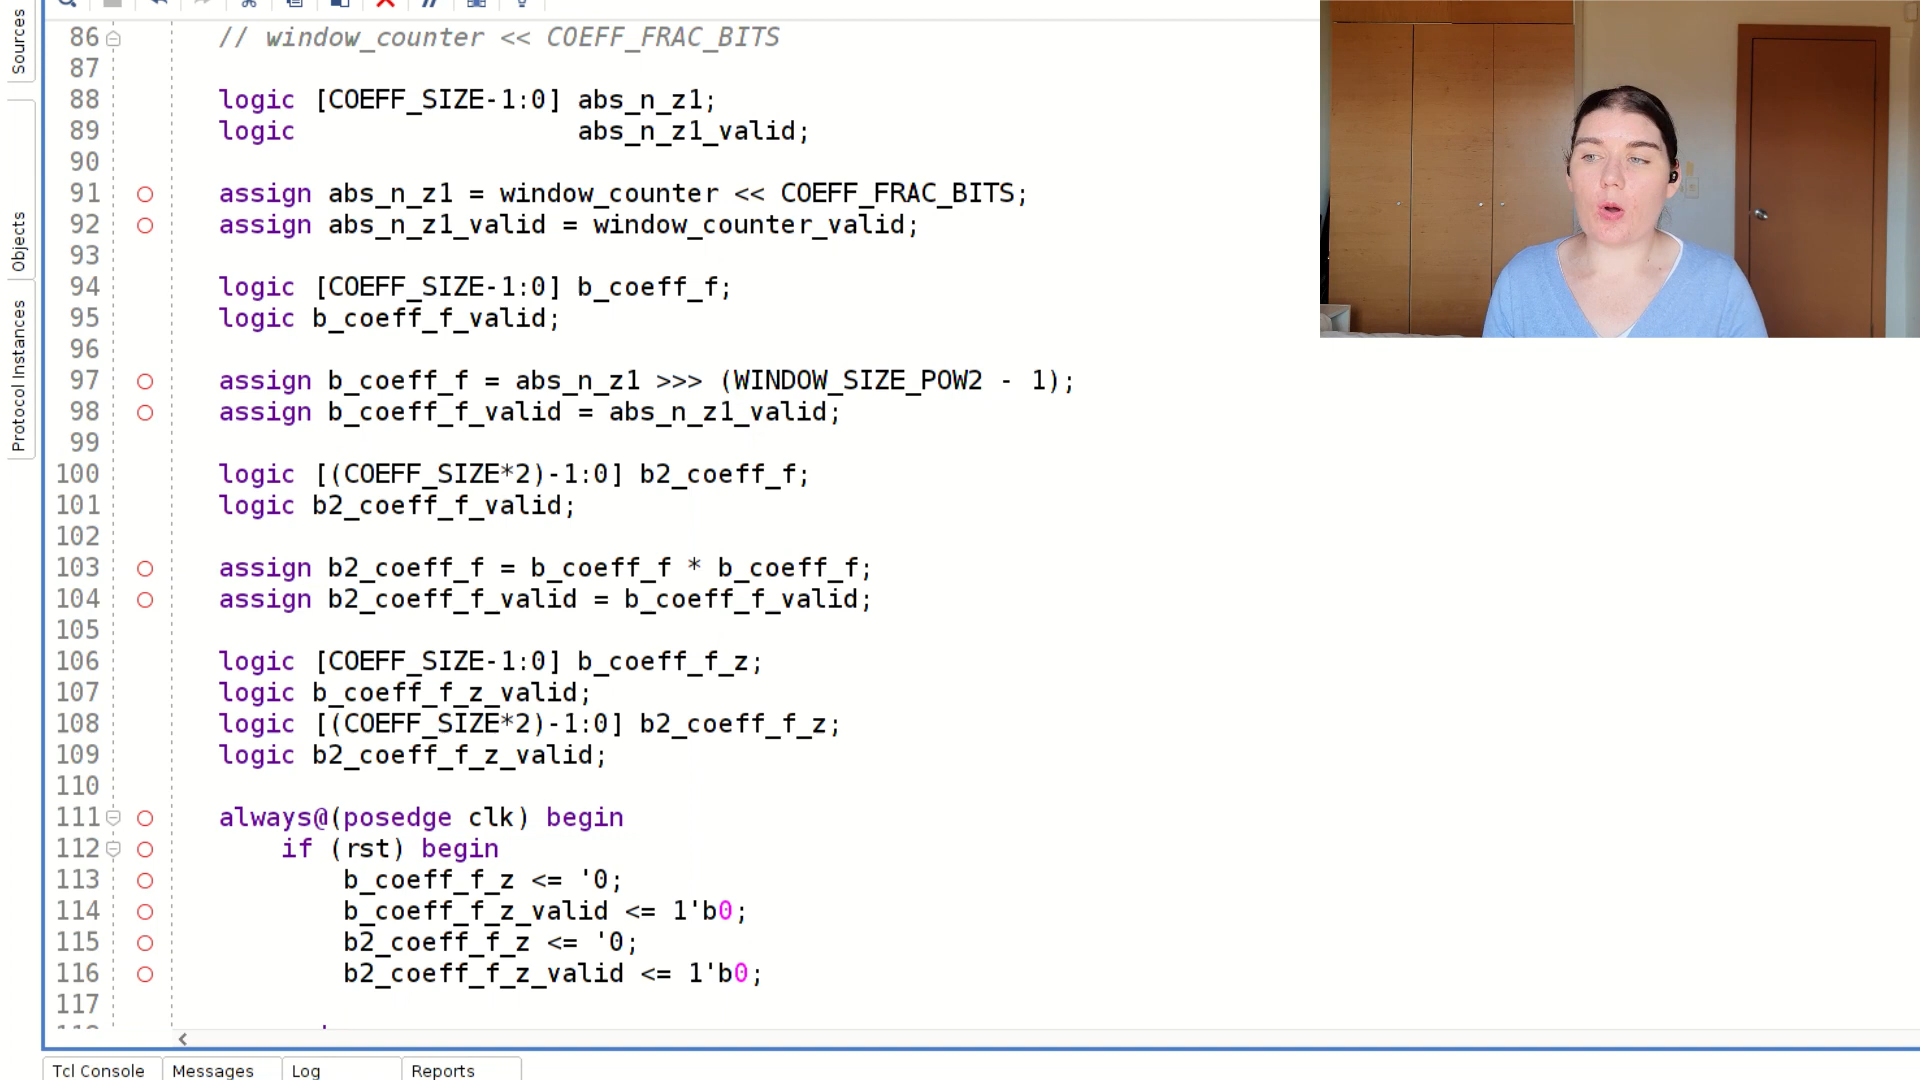 Sources
Objects
Protocol Instances
86 // window_counter << COEFF_FRAC_BITS
87
88 logic [COEFF_SIZE-1:0] abs_n_z1;
89 logic                  abs_n_z1_valid;
90
91 assign abs_n_z1 = window_counter << COEFF_FRAC_BITS;
92 assign abs_n_z1_valid = window_counter_valid;
93
94 logic [COEFF_SIZE-1:0] b_coeff_f;
95 logic b_coeff_f_valid;
96
97 assign b_coeff_f = abs_n_z1 >>> (WINDOW_SIZE_POW2 - 1);
98 assign b_coeff_f_valid = abs_n_z1_valid;
99
100 logic [(COEFF_SIZE*2)-1:0] b2_coeff_f;
101 logic b2_coeff_f_valid;
102
103 assign b2_coeff_f = b_coeff_f * b_coeff_f;
104 assign b2_coeff_f_valid = b_coeff_f_valid;
105
106 logic [COEFF_SIZE-1:0] b_coeff_f_z;
107 logic b_coeff_f_z_valid;
108 logic [(COEFF_SIZE*2)-1:0] b2_coeff_f_z;
109 logic b2_coeff_f_z_valid;
110
111 always@(posedge clk) begin
112     if (rst) begin
113         b_coeff_f_z <= '0;
114         b_coeff_f_z_valid <= 1'b0;
115         b2_coeff_f_z <= '0;
116         b2_coeff_f_z_valid <= 1'b0;
117
Tcl Console Messages Log Reports